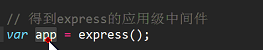 // 得到express的应用级中间件
var app = express();